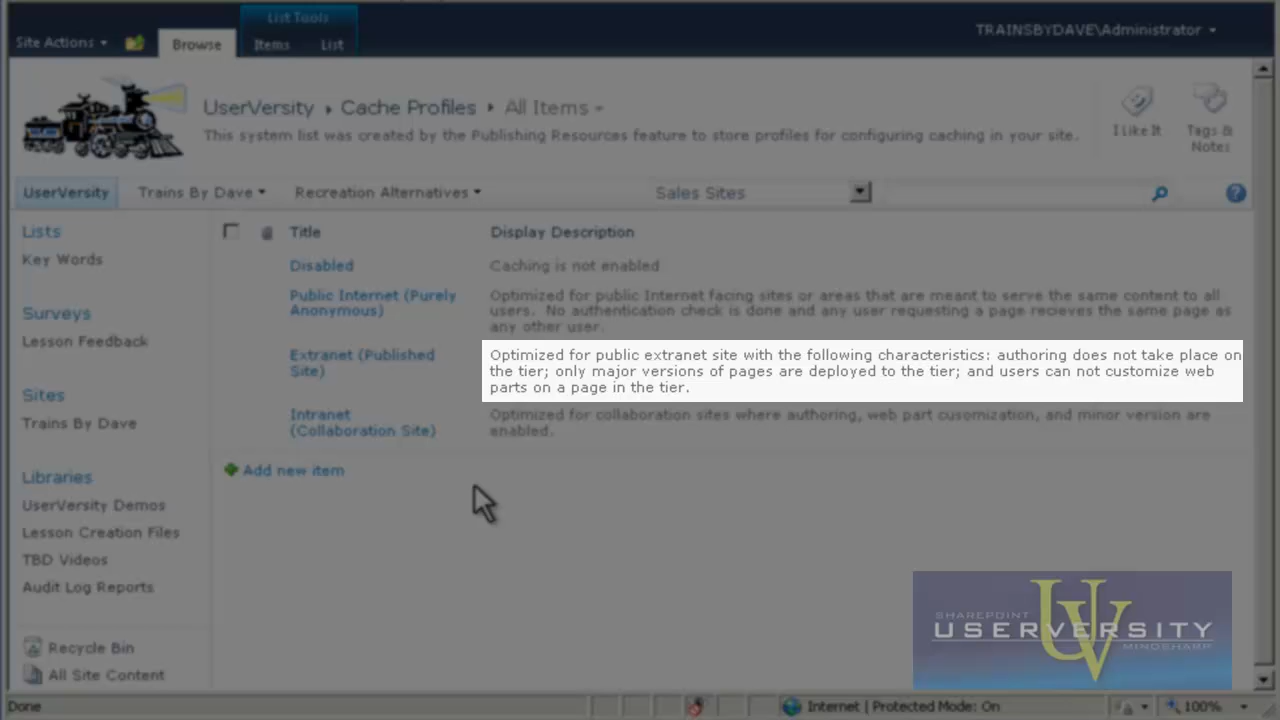 List Tools
Site Actions Browse Items List TRAINSBYDAVE\Administrator
UserVersity Cache Profiles All Items
This system list was created by the Publishing Resources feature to store profiles for configuring caching in your site.
I Like It
Tags &
Notes
UserVersity Trains By Dave Recreation Alternatives Sales Sites
Lists
Key Words
Surveys
Lesson Feedback
Sites
Trains By Dave
Libraries
UserVersity Demos
Lesson Creation Files
TBD Videos
Audit Log Reports
Recycle Bin
All Site Content
Title Display Description
Disabled Caching is not enabled
Public Internet (Purely
Anonymous)
Optimized for public Internet facing sites or areas that are meant to serve the same content to all
users. No authentication check is done and any user requesting a page recieves the same page as
any other user.
Extranet (Published
Site)
Optimized for public extranet site with the following characteristics: authoring does not take place on
the tier; only major versions of pages are deployed to the tier; and users can not customize web
parts on a page in the tier.
Intranet
(Collaboration Site)
Optimized for collaboration sites where authoring, web part cusomization, and minor version are
enabled.
Add new item
UV
SHAREPOINT
USERVERSITY
MINDSHARP
Done Internet | Protected Mode: On 100%